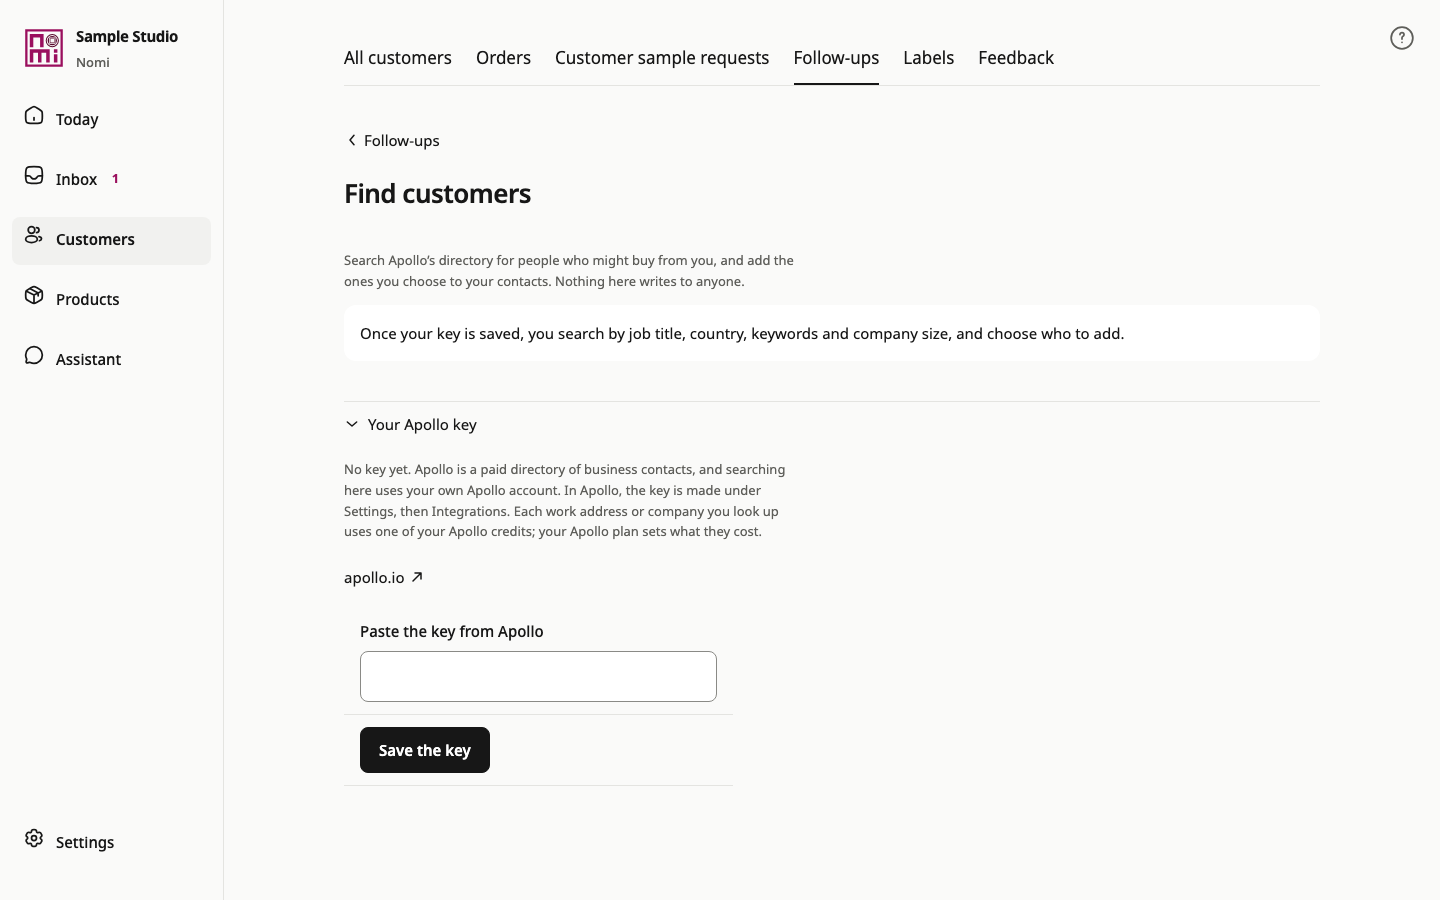 nomi
Sample Studio
Nomi
Today
Inbox 1
Customers
Products
Assistant
Settings
All customers Orders Customer sample requests Follow-ups Labels Feedback
?
Follow-ups
Find customers
Search Apollo’s directory for people who might buy from you, and add the
ones you choose to your contacts. Nothing here writes to anyone.
Once your key is saved, you search by job title, country, keywords and company size, and choose who to add.
Your Apollo key
No key yet. Apollo is a paid directory of business contacts, and searching
here uses your own Apollo account. In Apollo, the key is made under
Settings, then Integrations. Each work address or company you look up
uses one of your Apollo credits; your Apollo plan sets what they cost.
apollo.io
Paste the key from Apollo
Save the key